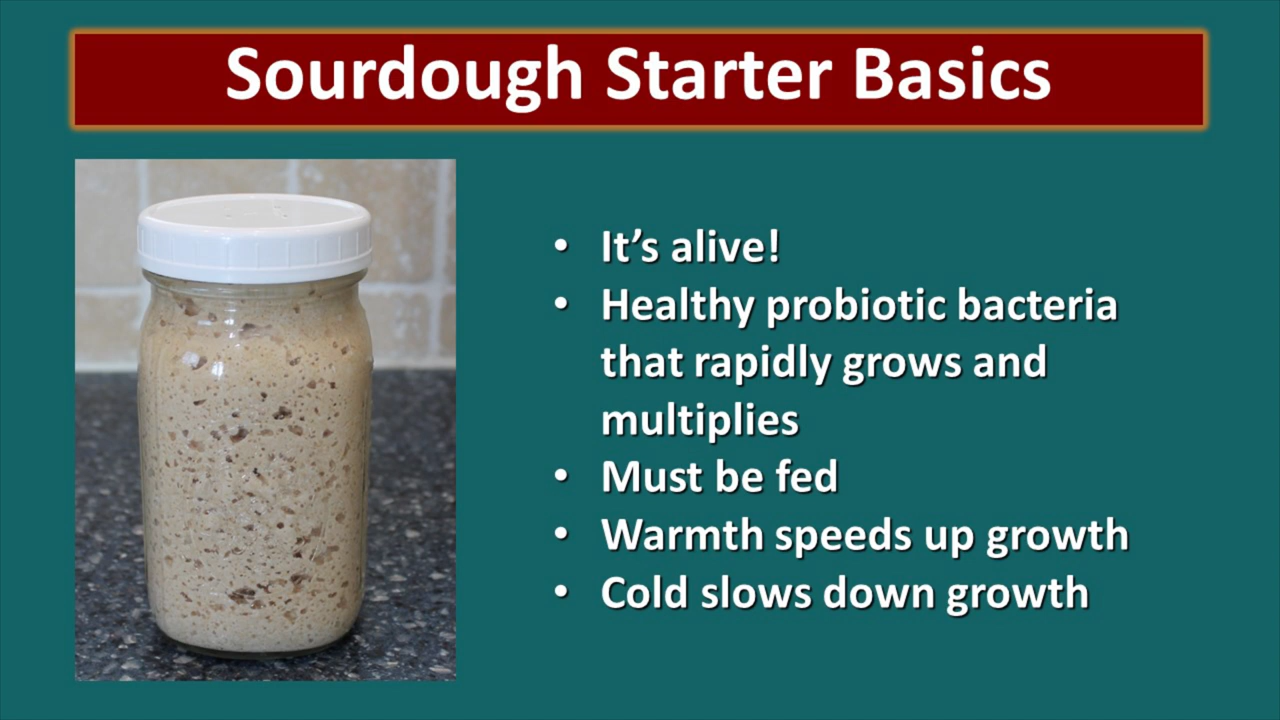 Sourdough Starter Basics
• It’s alive!
• Healthy probiotic bacteria
that rapidly grows and
multiplies
• Must be fed
• Warmth speeds up growth
• Cold slows down growth